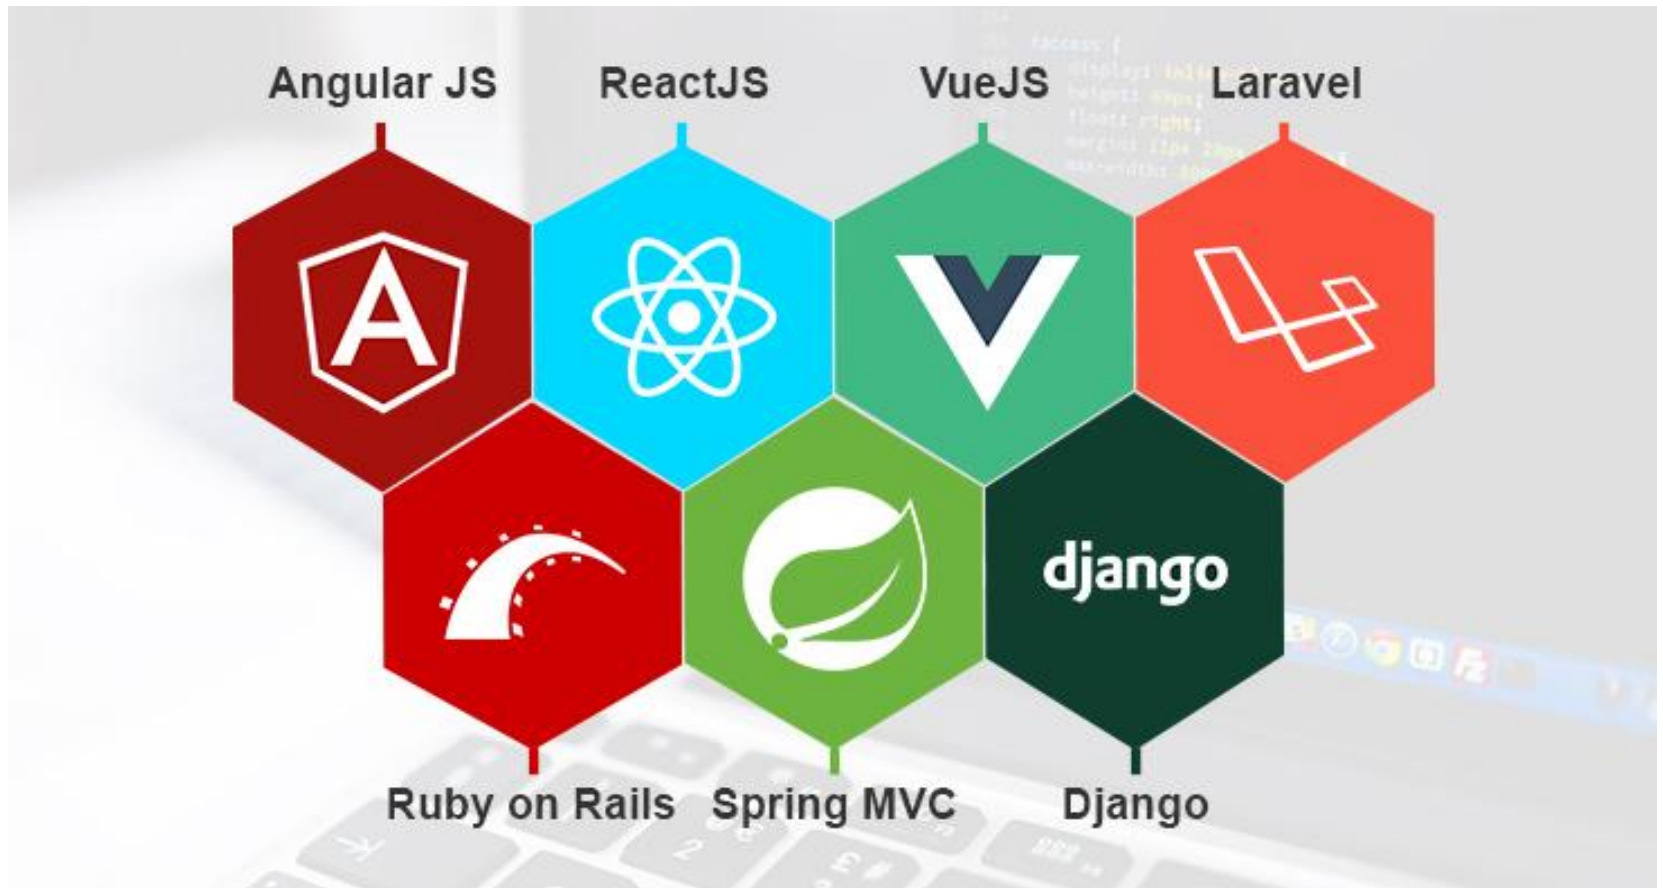 Angular JS
ReactJS
VueJS
Laravel
django
Ruby on Rails
Spring MVC
Django